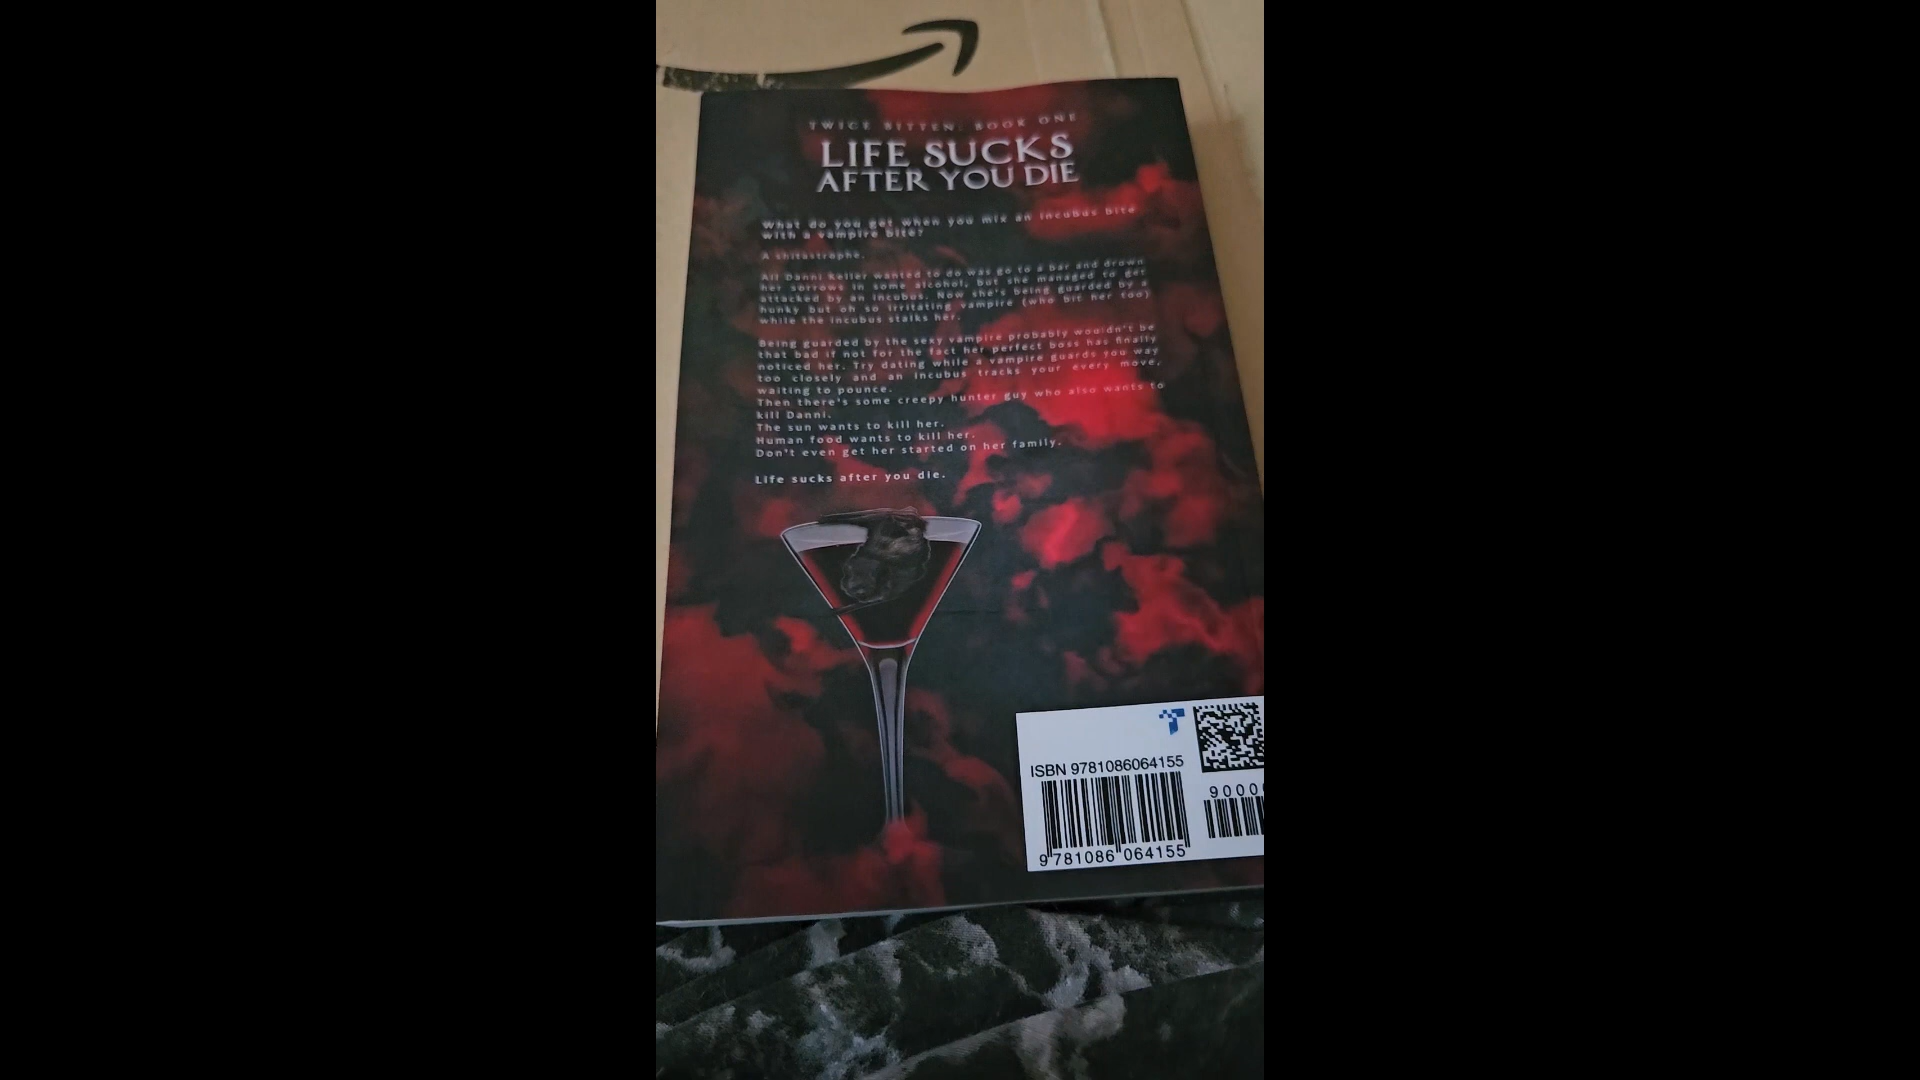 TWICE BITTEN: BOOK ONE
LIFE SUCKS
AFTER YOU DIE
What do you get when you mix an incubus bite
with a vampire bite?
A shitastrophe.
All Danni Keller wanted to do was go to a bar and drown
her sorrows in some alcohol, but she managed to get
attacked by an incubus. Now she's being guarded by a
hunky but oh so irritating vampire (who bit her too)
while the incubus stalks her.
Being guarded by the sexy vampire probably wouldn't be
that bad if not for the fact her perfect boss has finally
noticed her. Try dating while a vampire guards you way
too closely and an incubus tracks your every move,
waiting to pounce.
Then there's some creepy hunter guy who also wants to
kill Danni.
The sun wants to kill her.
Human food wants to kill her.
Don't even get her started on her family.
Life sucks after you die.
ISBN 9781086064155
9000
9 781086 064155